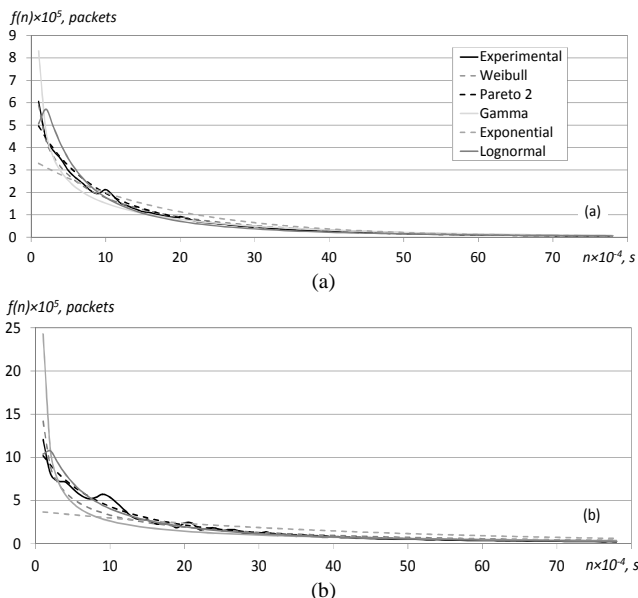 f(n)×10⁵, packets
9
8
7
6
5
4
3
2
1
0
Experimental
Weibull
Pareto 2
Gamma
Exponential
Lognormal
(a)
0 10 20 30 40 50 60 70
n×10⁻⁴, s
(a)
f(n)×10⁵, packets
25
20
15
10
5
0
(b)
0 10 20 30 40 50 60 70
n×10⁻⁴, s
(b)